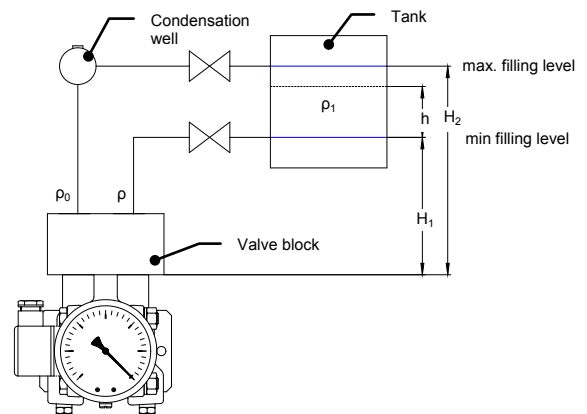 Condensation
well
Tank
max. filling level
ρ₁
h
H₂
min filling level
ρ₀
ρ
H₁
Valve block